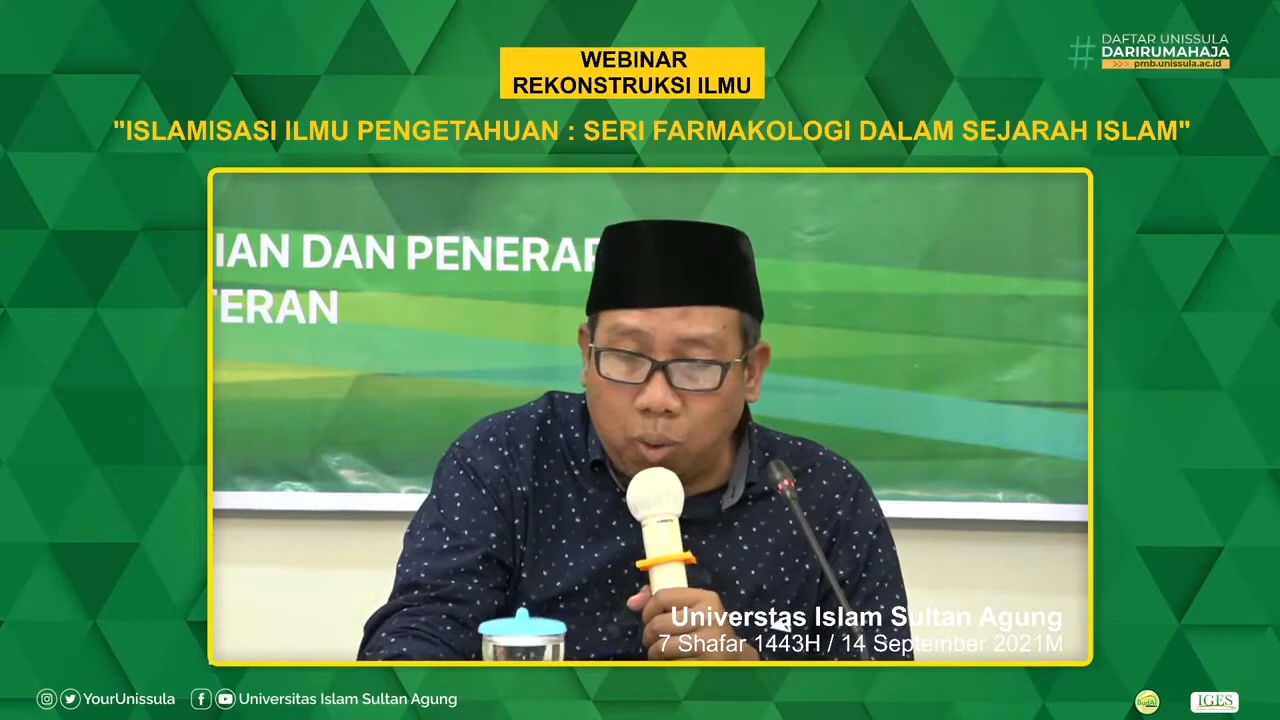 DAFTAR UNISSULA
#DARIRUMAHAJA
>>> pmb.unissula.ac.id
WEBINAR
REKONSTRUKSI ILMU
"ISLAMISASI ILMU PENGETAHUAN : SERI FARMAKOLOGI DALAM SEJARAH ISLAM"
IAN DAN PENERAP
TERAN
Universtas Islam Sultan Agung
7 Shafar 1443H / 14 September 2021M
YourUnissula
Universitas Islam Sultan Agung
BudAI
IGES